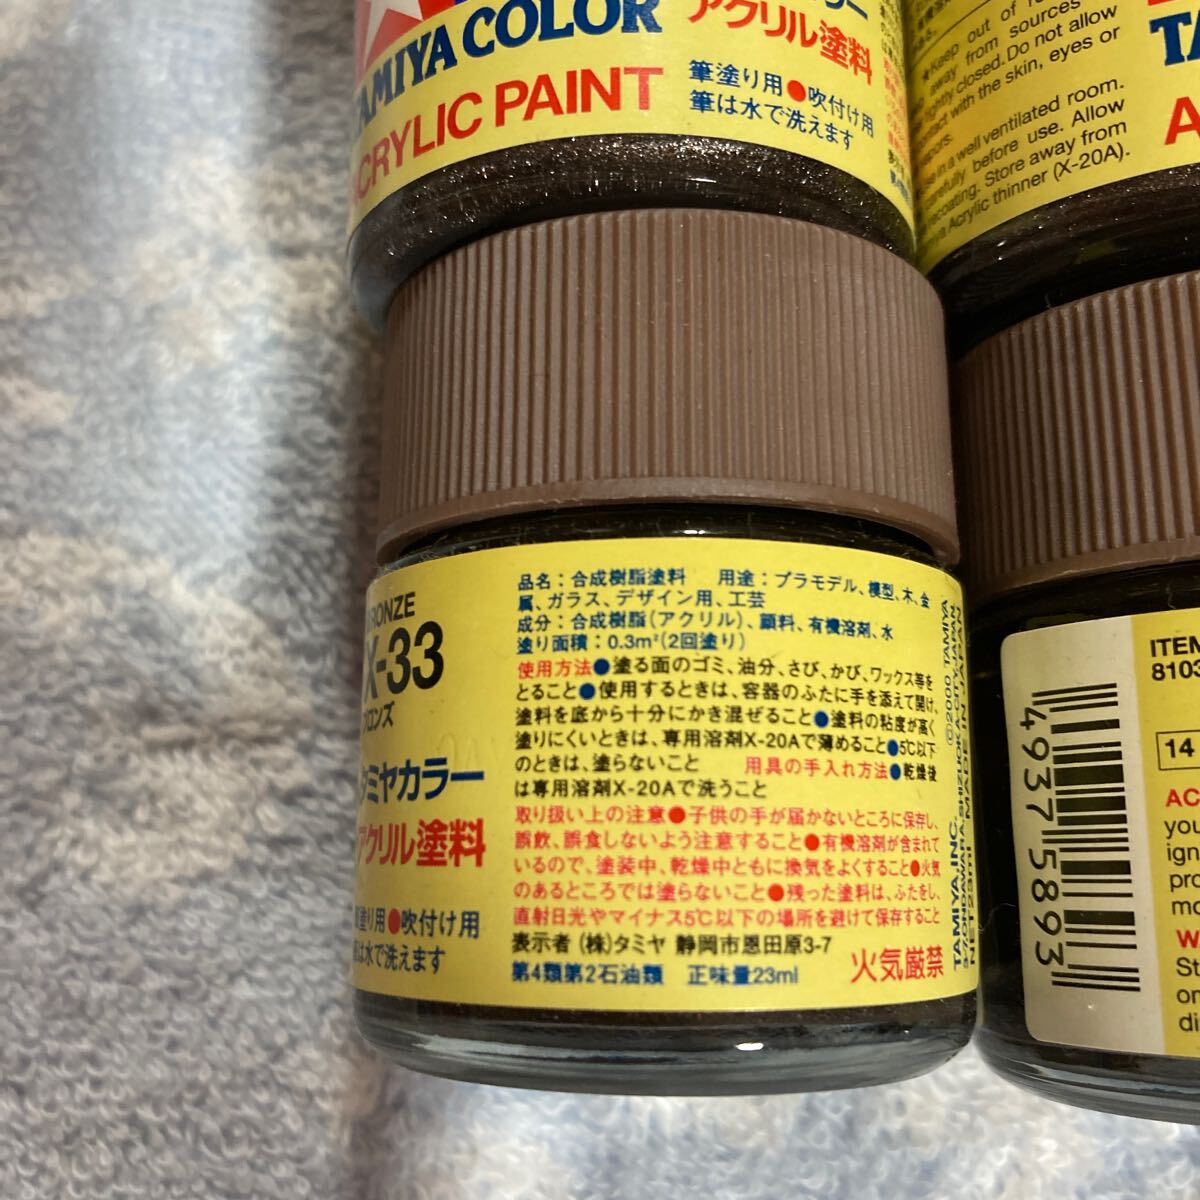 TAMIYA COLOR
ACRYLIC PAINT
カラー
アクリル塗料
筆塗り用●吹付け用
筆は水で洗えます
★Keep out of
away from sources
tightly closed. Do not allow
contact with the skin, eyes or
vapors.
in a well ventilated room.
carefully before use. Allow
recoating. Store away from
Acrylic thinner (X-20A).
TA
A
BRONZE
X-33
ブロンズ
タミヤカラー
アクリル塗料
筆塗り用●吹付け用
筆は水で洗えます
品名：合成樹脂塗料 用途：プラモデル、模型、木、金
属、ガラス、デザイン用、工芸
成分：合成樹脂（アクリル）、顔料、有機溶剤、水
塗り面積：0.3m²（2回塗り）
使用方法●塗る面のゴミ、油分、さび、かび、ワックス等を
とること●使用するときは、容器のふたに手を添えて開け、
塗料を底から十分にかき混ぜること●塗料の粘度が高く
塗りにくいときは、専用溶剤X-20Aで薄めること●5℃以下
のときは、塗らないこと 用具の手入れ方法●乾燥後
は専用溶剤X-20Aで洗うこと
取り扱い上の注意●子供の手が届かないところに保存し、
誤飲、誤食しないよう注意すること●有機溶剤が含まれて
いるので、塗装中、乾燥中ともに換気をよくすること●火気
のあるところでは塗らないこと●残った塗料は、ふたをし、
直射日光やマイナス5℃以下の場所を避けて保存すること
表示者（株）タミヤ 静岡市恩田原3-7
第4類第2石油類 正味量23ml
火気厳禁
©2000 TAMIYA
TAMIYA, INC.
3-7 ONDAWARA, SHIZUOKA-CITY, JAPAN
NET 23ml MADE IN JAPAN
ITEM
8103
4 937 5893
14
AC
you
ign
pro
mo
W
St
on
di